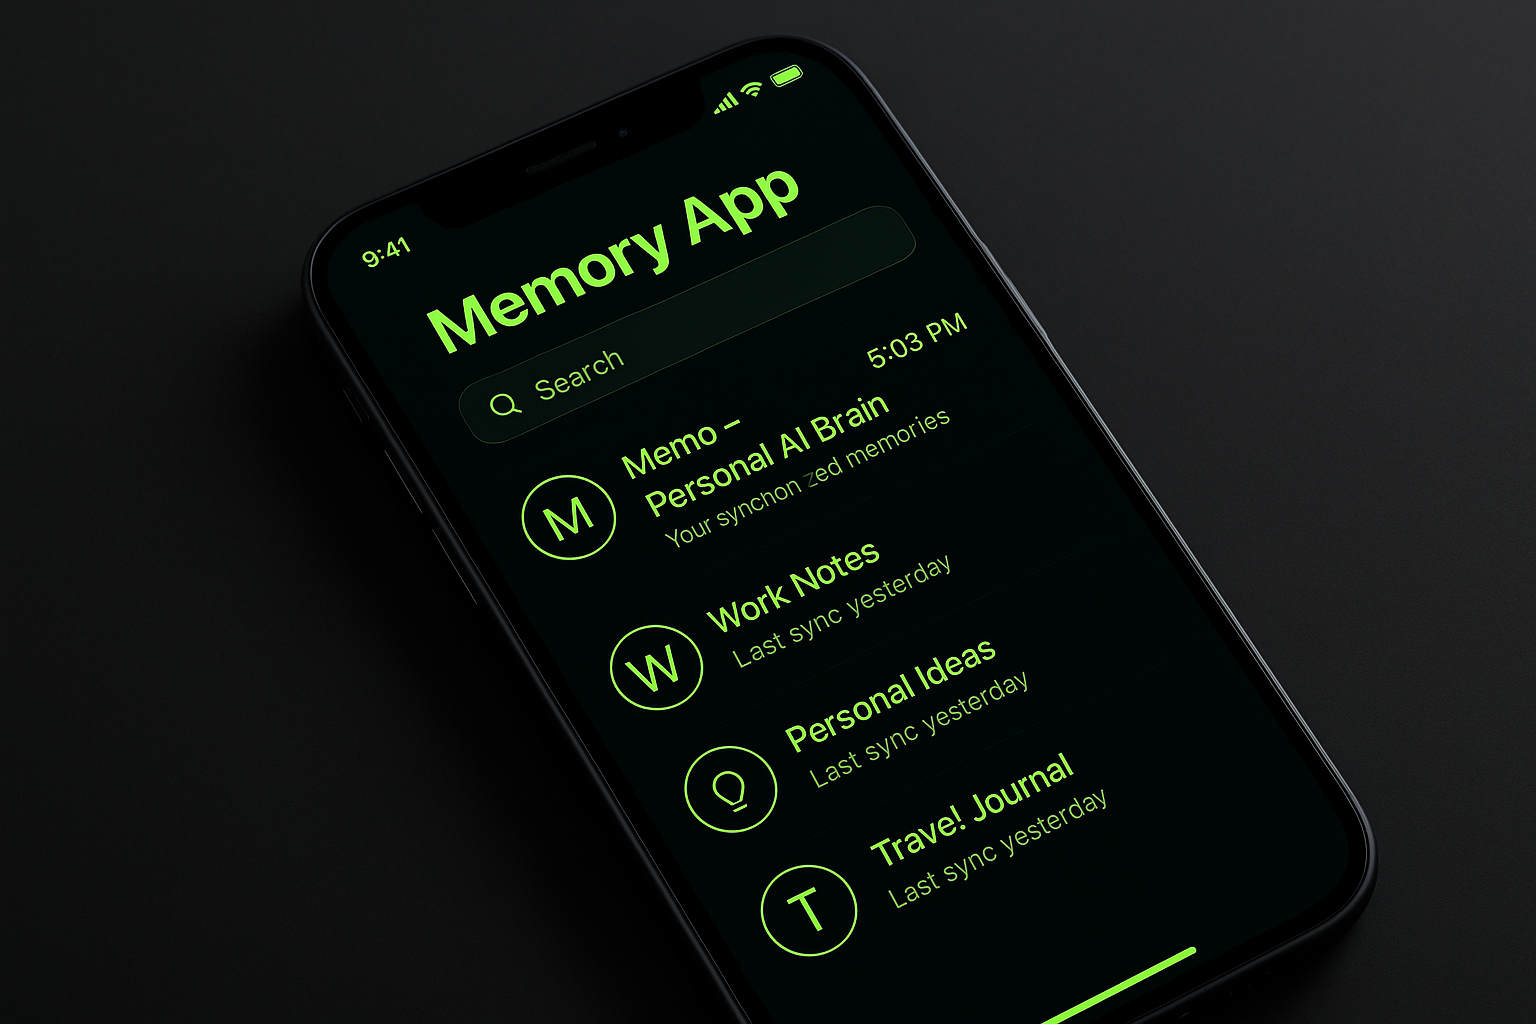 9:41
Memory App
Search
5:03 PM
M
Memo –
Personal AI Brain
Your synchon zed memories
W
Work Notes
Last sync yesterday
Personal Ideas
Last sync yesterday
T
Trave! Journal
Last sync yesterday